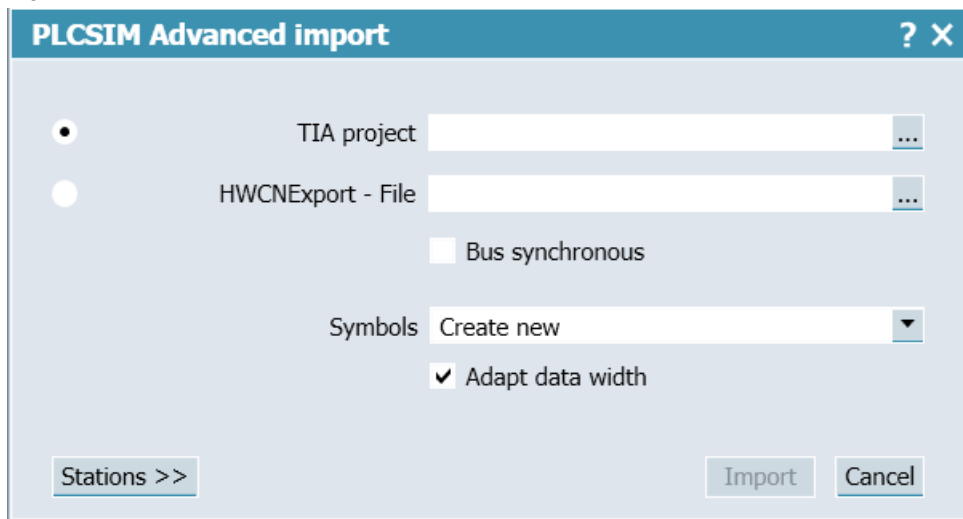 PLCSIM Advanced import ? ×
TIA project ...
HWCNExport - File ...
Bus synchronous
Symbols Create new
Adapt data width
Stations >> Import Cancel